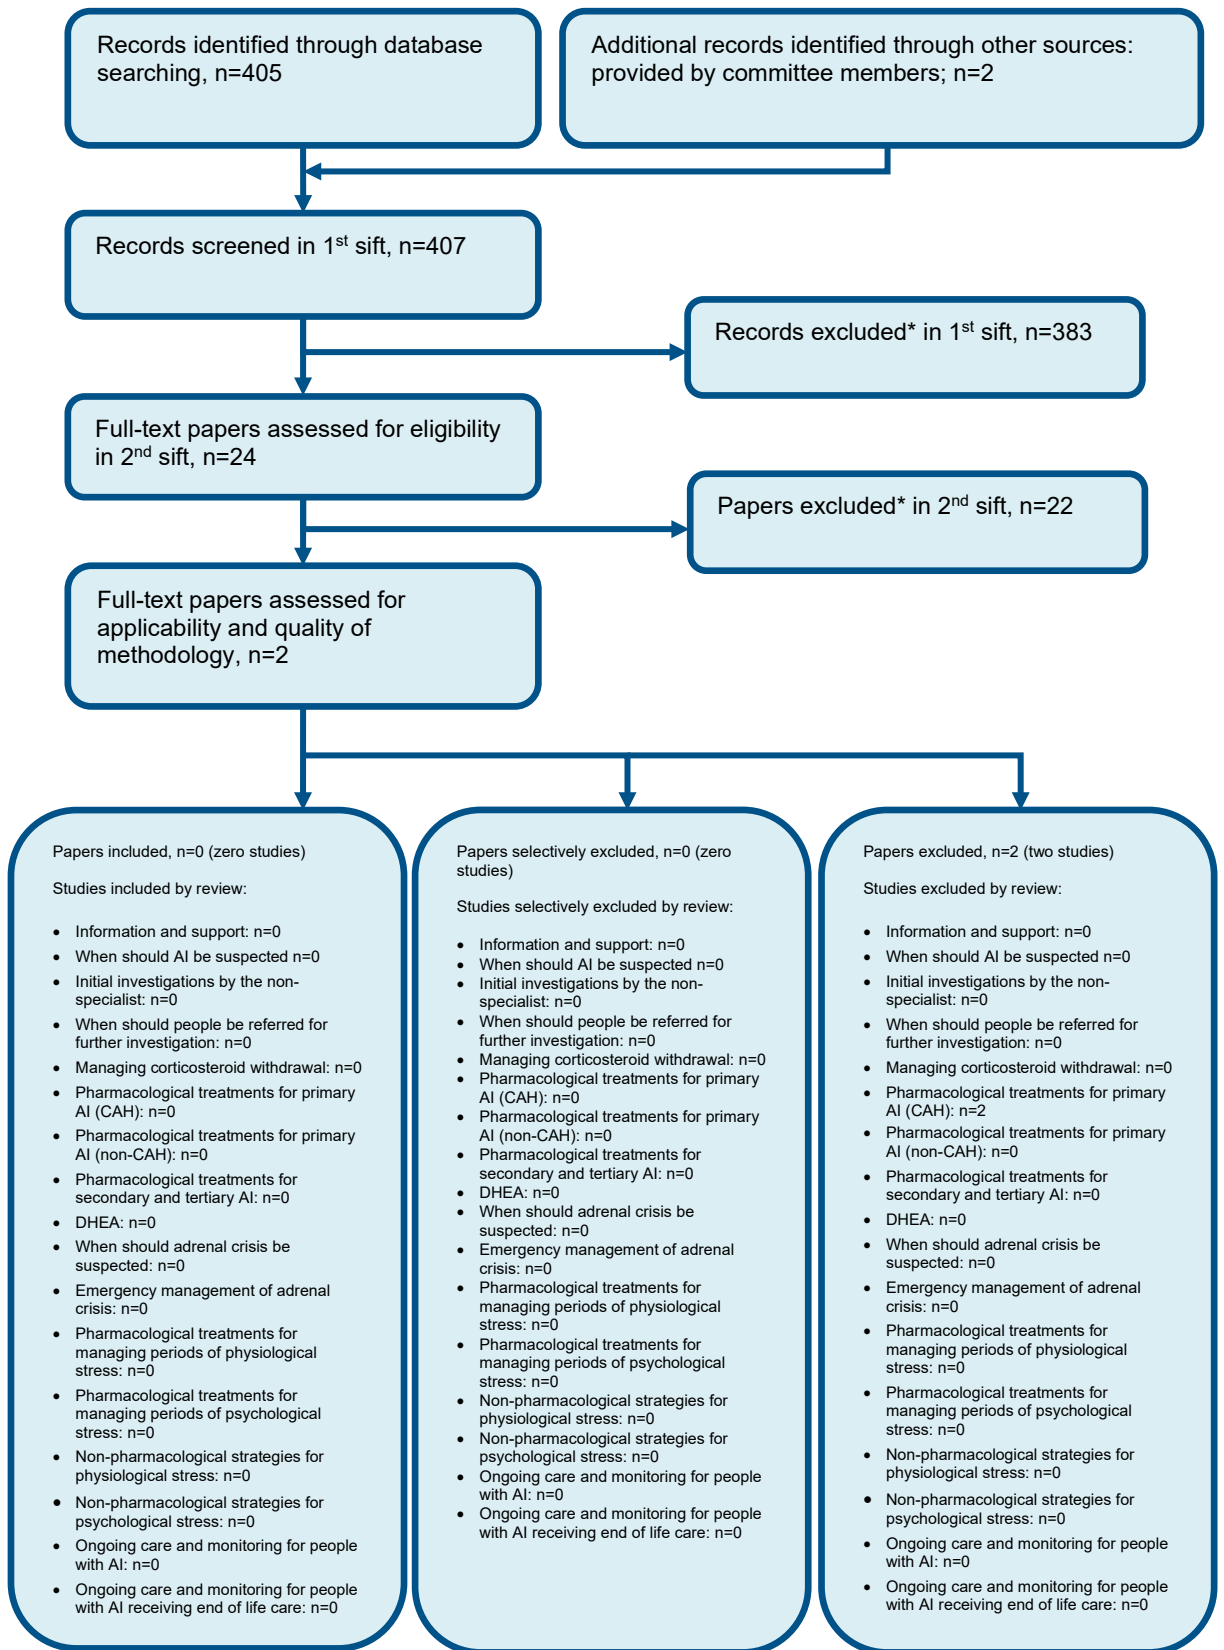 Records identified through database
searching, n=405
Additional records identified through other sources:
provided by committee members; n=2
Records screened in 1st sift, n=407
Records excluded* in 1st sift, n=383
Full-text papers assessed for eligibility
in 2nd sift, n=24
Papers excluded* in 2nd sift, n=22
Full-text papers assessed for
applicability and quality of
methodology, n=2
Papers included, n=0 (zero studies)
Studies included by review:
• Information and support: n=0
• When should AI be suspected n=0
• Initial investigations by the non-
specialist: n=0
• When should people be referred for
further investigation: n=0
• Managing corticosteroid withdrawal: n=0
• Pharmacological treatments for primary
AI (CAH): n=0
• Pharmacological treatments for primary
AI (non-CAH): n=0
• Pharmacological treatments for
secondary and tertiary AI: n=0
• DHEA: n=0
• When should adrenal crisis be
suspected: n=0
• Emergency management of adrenal
crisis: n=0
• Pharmacological treatments for
managing periods of physiological
stress: n=0
• Pharmacological treatments for
managing periods of psychological
stress: n=0
• Non-pharmacological strategies for
physiological stress: n=0
• Non-pharmacological strategies for
psychological stress: n=0
• Ongoing care and monitoring for people
with AI: n=0
• Ongoing care and monitoring for people
with AI receiving end of life care: n=0
Papers selectively excluded, n=0 (zero
studies)
Studies selectively excluded by review:
• Information and support: n=0
• When should AI be suspected n=0
• Initial investigations by the non-
specialist: n=0
• When should people be referred for
further investigation: n=0
• Managing corticosteroid withdrawal: n=0
• Pharmacological treatments for primary
AI (CAH): n=0
• Pharmacological treatments for primary
AI (non-CAH): n=0
• Pharmacological treatments for
secondary and tertiary AI: n=0
• DHEA: n=0
• When should adrenal crisis be
suspected: n=0
• Emergency management of adrenal
crisis: n=0
• Pharmacological treatments for
managing periods of physiological
stress: n=0
• Pharmacological treatments for
managing periods of psychological
stress: n=0
• Non-pharmacological strategies for
physiological stress: n=0
• Non-pharmacological strategies for
psychological stress: n=0
• Ongoing care and monitoring for people
with AI: n=0
• Ongoing care and monitoring for people
with AI receiving end of life care: n=0
Papers excluded, n=2 (two studies)
Studies excluded by review:
• Information and support: n=0
• When should AI be suspected n=0
• Initial investigations by the non-
specialist: n=0
• When should people be referred for
further investigation: n=0
• Managing corticosteroid withdrawal: n=0
• Pharmacological treatments for primary
AI (CAH): n=2
• Pharmacological treatments for primary
AI (non-CAH): n=0
• Pharmacological treatments for
secondary and tertiary AI: n=0
• DHEA: n=0
• When should adrenal crisis be
suspected: n=0
• Emergency management of adrenal
crisis: n=0
• Pharmacological treatments for
managing periods of physiological
stress: n=0
• Pharmacological treatments for
managing periods of psychological
stress: n=0
• Non-pharmacological strategies for
physiological stress: n=0
• Non-pharmacological strategies for
psychological stress: n=0
• Ongoing care and monitoring for people
with AI: n=0
• Ongoing care and monitoring for people
with AI receiving end of life care: n=0